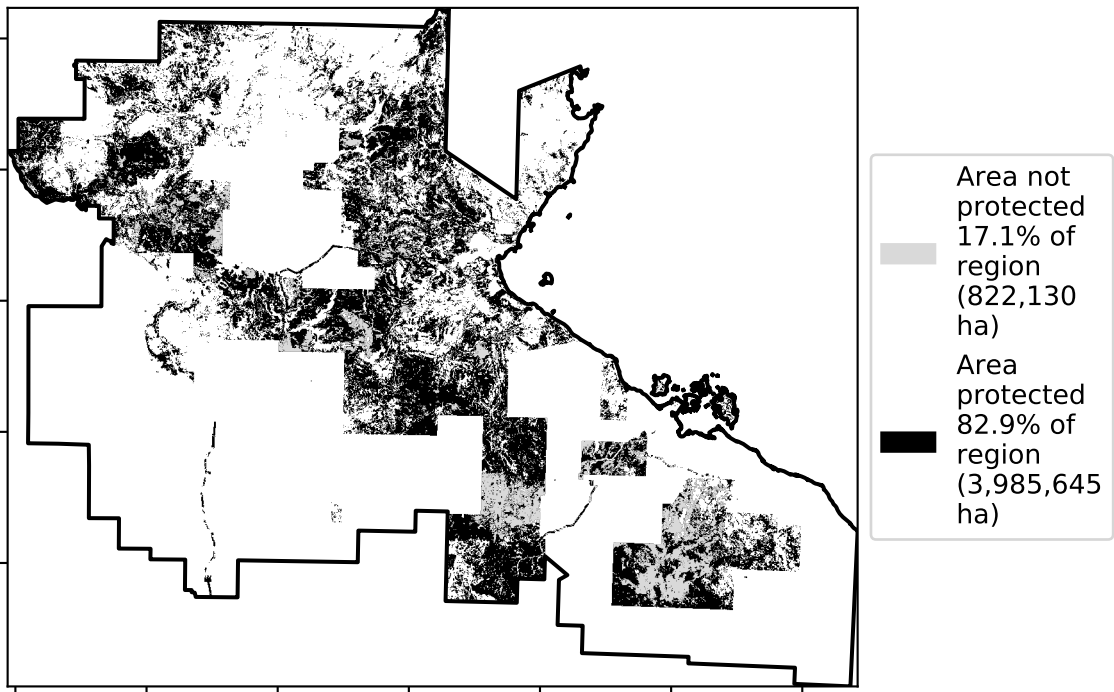 Area not
protected
17.1% of
region
(822,130
ha)
Area
protected
82.9% of
region
(3,985,645
ha)